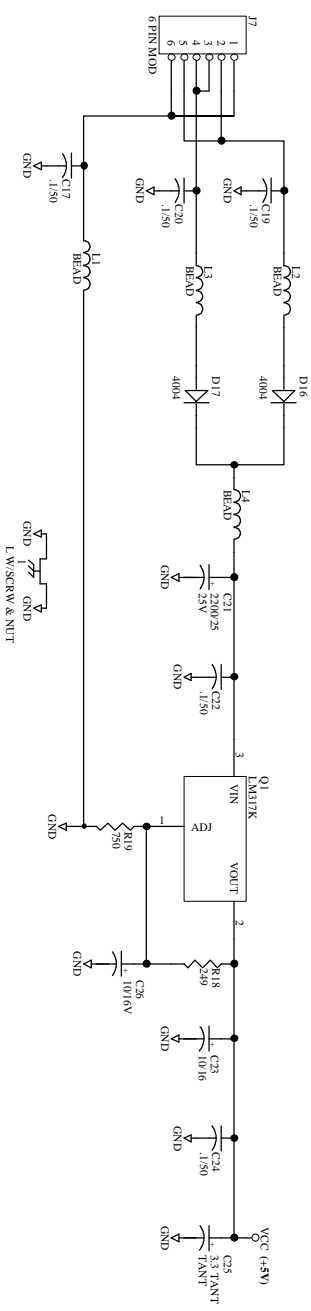 J7
6 PIN MOD
1
2
3
4
5
6
C17
.1/50
GND
C20
.1/50
GND
C19
.1/50
GND
L1
BEAD
L3
BEAD
L2
BEAD
D17
4004
D16
4004
L4
BEAD
GND
1
GND
L W/SCRW & NUT
C21
+
2200/25
25V
GND
C22
.1/50
GND
Q1
LM317K
3
VIN
VOUT
2
ADJ
1
R19
750
GND
R18
249
C26
+
10/16V
GND
C23
+
10/16
GND
C24
.1/50
GND
VCC (+5V)
C25
+
3.3 TANT
TANT
GND